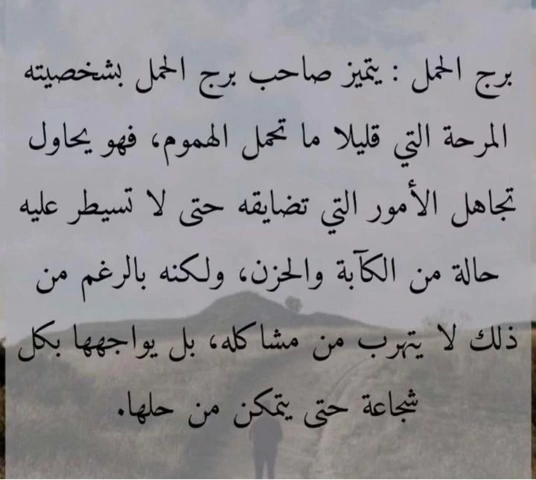 برج الحمل : يتميز صاحب برج الحمل بشخصيته
المرحة التي قليلا ما تحمل الهموم، فهو يحاول
تجاهل الأمور التي تضايقه حتى لا تسيطر عليه
حالة من الكآبة والحزن، ولكنه بالرغم من
ذلك لا يتهرب من مشاكله، بل يواجهها بكل
شجاعة حتى يتمكن من حلها.